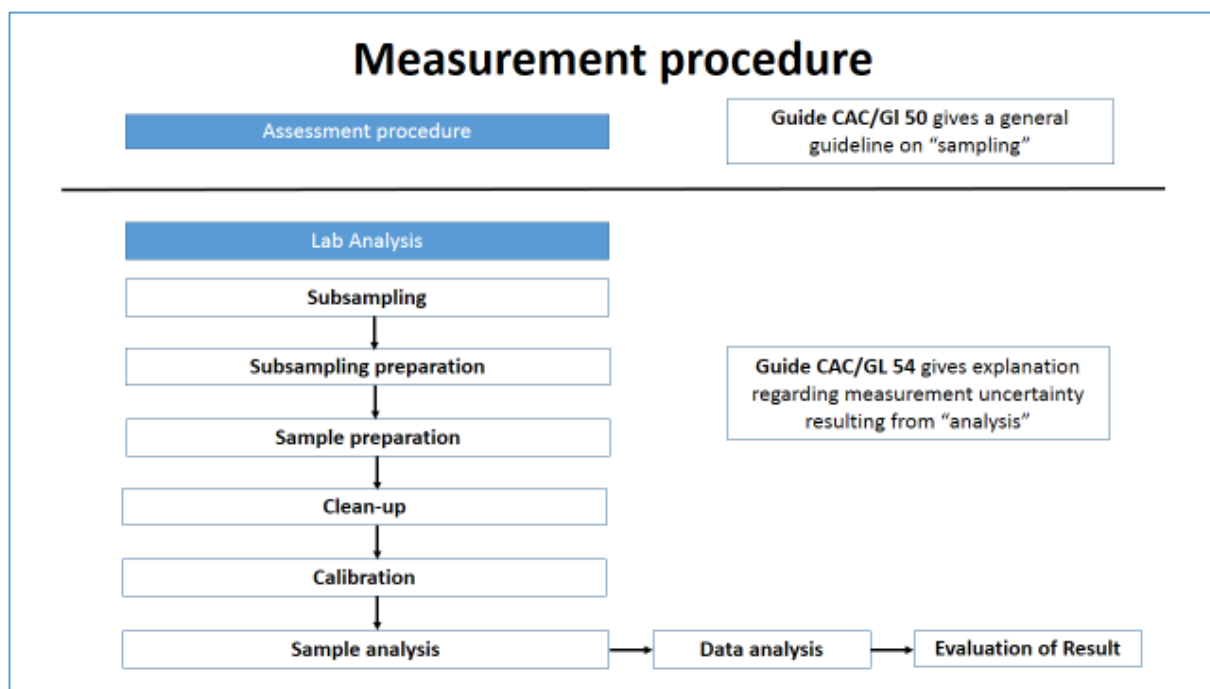 Measurement procedure
Assessment procedure
Guide CAC/Gl 50 gives a general
guideline on “sampling”
Lab Analysis
Subsampling
Subsampling preparation
Guide CAC/GL 54 gives explanation
regarding measurement uncertainty
resulting from “analysis”
Sample preparation
Clean-up
Calibration
Sample analysis
Data analysis
Evaluation of Result